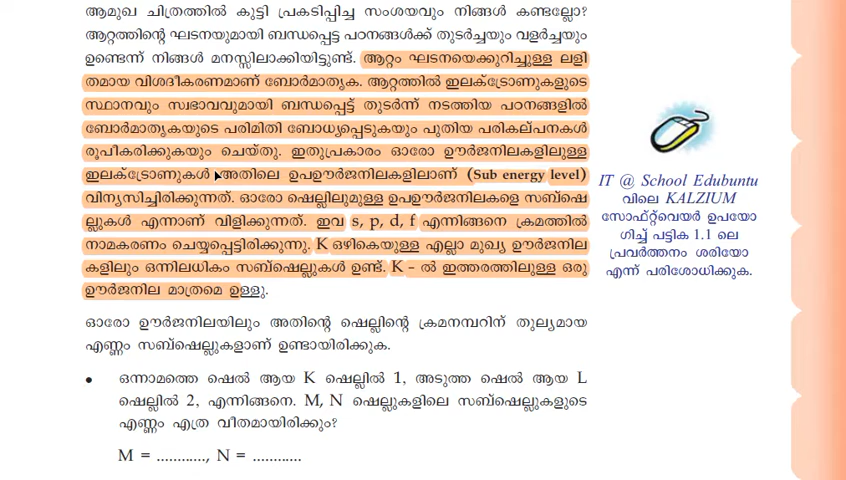 ആമുഖ ചിത്രത്തിൽ കുട്ടി പ്രകടിപ്പിച്ച സംശയവും നിങ്ങൾ കണ്ടല്ലോ?
ആറ്റത്തിന്റെ ഘടനയുമായി ബന്ധപ്പെട്ട പഠനങ്ങൾക്ക് തുടർച്ചയും വളർച്ചയും
ഉണ്ടെന്ന് നിങ്ങൾ മനസ്സിലാക്കിയിട്ടുണ്ട്. ആറ്റം ഘടനയെക്കുറിച്ചുള്ള ലളി
തമായ വിശദീകരണമാണ് ബോർമാതൃക. ആറ്റത്തിൽ ഇലക്ട്രോണുകളുടെ
സ്ഥാനവും സ്വഭാവവുമായി ബന്ധപ്പെട്ട് തുടർന്ന് നടത്തിയ പഠനങ്ങളിൽ
ബോർമാതൃകയുടെ പരിമിതി ബോധ്യപ്പെടുകയും പുതിയ പരികല്പനകൾ
രൂപീകരിക്കുകയും ചെയ്തു. ഇതുപ്രകാരം ഓരോ ഊർജനിലകളിലുള്ള
ഇലക്ട്രോണുകൾ അതിലെ ഉപഊർജനിലകളിലാണ് (Sub energy level)
വിന്യസിച്ചിരിക്കുന്നത്. ഓരോ ഷെല്ലിലുമുള്ള ഉപഊർജനിലകളെ സബ്ഷെ
ല്ലുകൾ എന്നാണ് വിളിക്കുന്നത്. ഇവ s, p, d, f എന്നിങ്ങനെ ക്രമത്തിൽ
നാമകരണം ചെയ്യപ്പെട്ടിരിക്കുന്നു. K ഒഴികെയുള്ള എല്ലാ മുഖ്യ ഊർജനില
കളിലും ഒന്നിലധികം സബ്ഷെല്ലുകൾ ഉണ്ട്. K – ൽ ഇത്തരത്തിലുള്ള ഒരു
ഊർജനില മാത്രമെ ഉള്ളൂ.
ഓരോ ഊർജനിലയിലും അതിന്റെ ഷെല്ലിന്റെ ക്രമനമ്പറിന് തുല്യമായ
എണ്ണം സബ്ഷെല്ലുകളാണ് ഉണ്ടായിരിക്കുക.
• ഒന്നാമത്തെ ഷെൽ ആയ K ഷെല്ലിൽ 1, അടുത്ത ഷെൽ ആയ L
ഷെല്ലിൽ 2, എന്നിങ്ങനെ. M, N ഷെല്ലുകളിലെ സബ്ഷെല്ലുകളുടെ
എണ്ണം എത്ര വീതമായിരിക്കും?
M = ............, N = ............
IT @ School Edubuntu
വിലെ KALZIUM
സോഫ്റ്റ്‌വെയർ ഉപയോ
ഗിച്ച് പട്ടിക 1.1 ലെ
പ്രവർത്തനം ശരിയോ
എന്ന് പരിശോധിക്കുക.